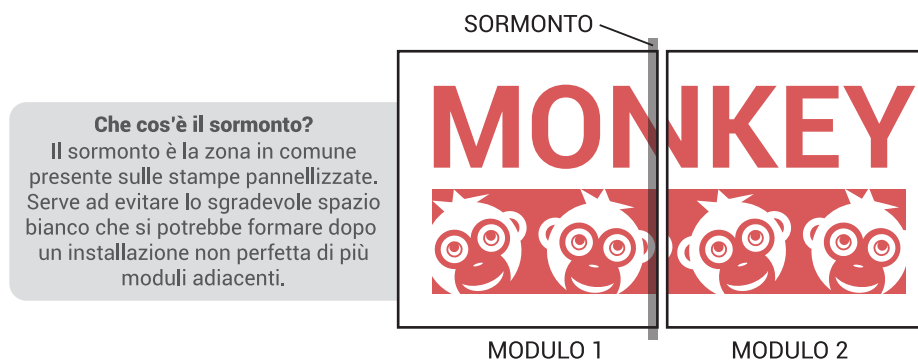 SORMONTO
Che cos'è il sormonto?
Il sormonto è la zona in comune
presente sulle stampe pannellizzate.
Serve ad evitare lo sgradevole spazio
bianco che si potrebbe formare dopo
un installazione non perfetta di più
moduli adiacenti.
MONKEY
MODULO 1
MODULO 2